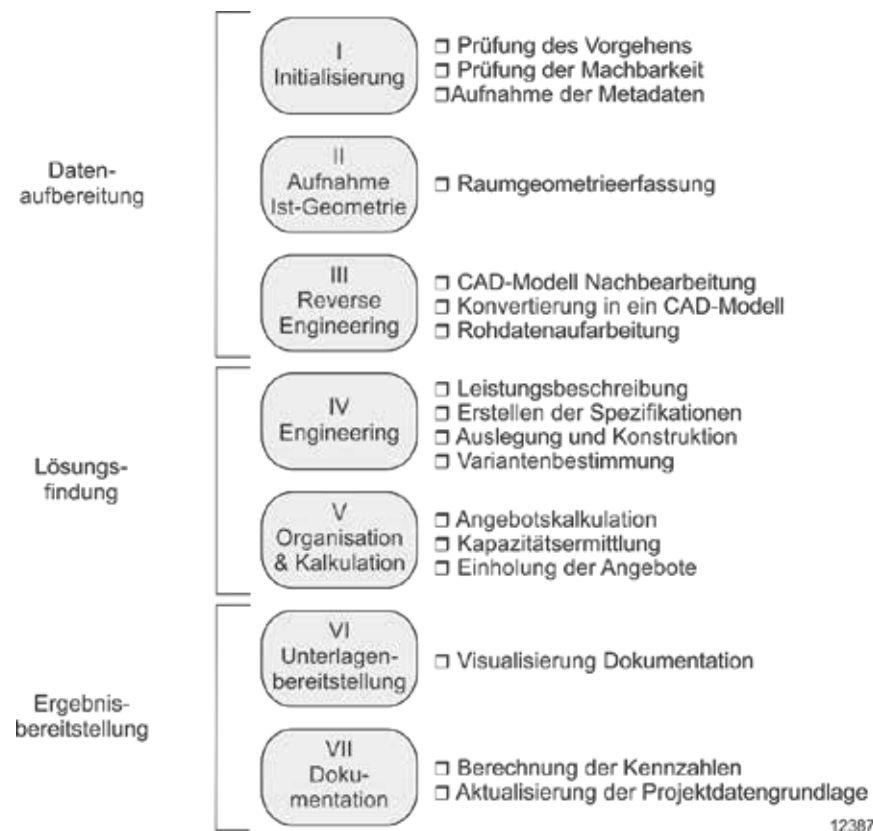 I
Initialisierung
❒ Prüfung des Vorgehens
❒ Prüfung der Machbarkeit
❒Aufnahme der Metadaten
Daten-
aufbereitung
II
Aufnahme
Ist-Geometrie
❒ Raumgeometrieerfassung
III
Reverse
Engineering
❒ CAD-Modell Nachbearbeitung
❒ Konvertierung in ein CAD-Modell
❒ Rohdatenaufarbeitung
IV
Engineering
❒ Leistungsbeschreibung
❒ Erstellen der Spezifikationen
❒ Auslegung und Konstruktion
❒ Variantenbestimmung
Lösungs-
findung
V
Organisation
& Kalkulation
❒ Angebotskalkulation
❒ Kapazitätsermittlung
❒ Einholung der Angebote
VI
Unterlagen-
bereitstellung
❒ Visualisierung Dokumentation
Ergebnis-
bereitstellung
VII
Doku-
mentation
❒ Berechnung der Kennzahlen
❒ Aktualisierung der Projektdatengrundlage
12387